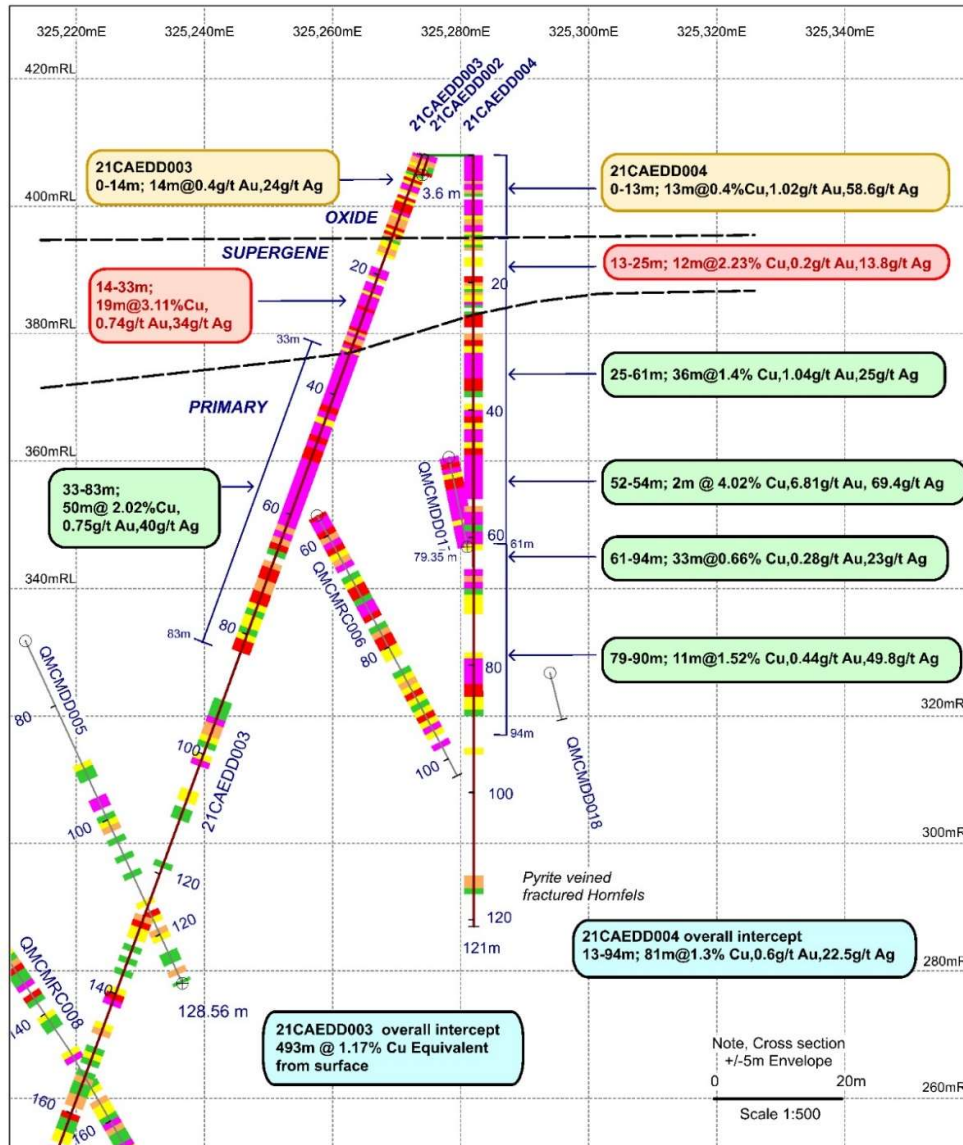 325,220mE 325,240mE 325,260mE 325,280mE 325,300mE 325,320mE 325,340mE
420mRL
21CAEDD003
21CAEDD002
21CAEDD004
21CAEDD003
0-14m; 14m@0.4g/t Au,24g/t Ag
21CAEDD004
0-13m; 13m@0.4%Cu,1.02g/t Au,58.6g/t Ag
400mRL
3.6 m
OXIDE
SUPERGENE
13-25m; 12m@2.23% Cu,0.2g/t Au,13.8g/t Ag
20
20
14-33m;
19m@3.11%Cu,
0.74g/t Au,34g/t Ag
380mRL
33m
25-61m; 36m@1.4% Cu,1.04g/t Au,25g/t Ag
40
PRIMARY
40
360mRL
QMCMDD017
33-83m;
50m@ 2.02%Cu,
0.75g/t Au,40g/t Ag
52-54m; 2m @ 4.02% Cu,6.81g/t Au, 69.4g/t Ag
60
60
60
61m
79.35 m
61-94m; 33m@0.66% Cu,0.28g/t Au,23g/t Ag
340mRL
QMCMRC006
83m
80
80
79-90m; 11m@1.52% Cu,0.44g/t Au,49.8g/t Ag
80
QMCMDD005
80
320mRL
94m
QMCMDD018
100
100
21CAEDD003
100
100
300mRL
120
Pyrite veined
fractured Hornfels
120
120
121m
21CAEDD004 overall intercept
13-94m; 81m@1.3% Cu,0.6g/t Au,22.5g/t Ag
280mRL
QMCMRC008
140
128.56 m
140
21CAEDD003 overall intercept
493m @ 1.17% Cu Equivalent
from surface
Note, Cross section
+/-5m Envelope
0 20m
Scale 1:500
260mRL
160
160